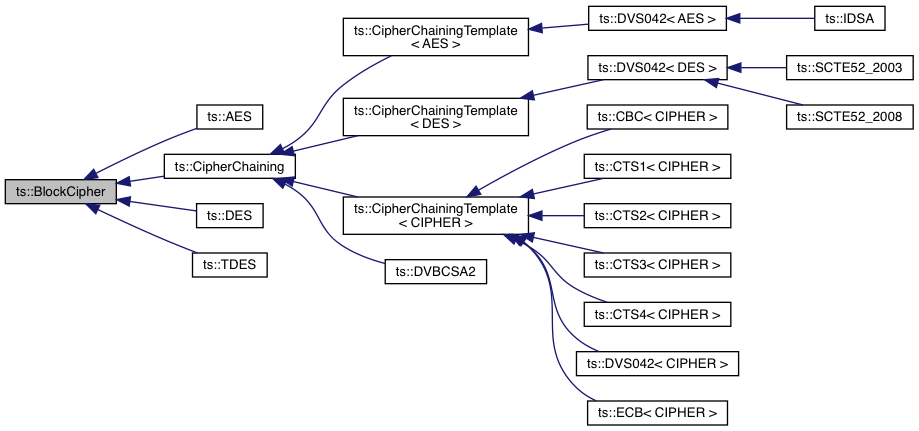 ts::BlockCipher
ts::AES
ts::CipherChaining
ts::DES
ts::TDES
ts::CipherChainingTemplate
< AES >
ts::CipherChainingTemplate
< DES >
ts::CipherChainingTemplate
< CIPHER >
ts::DVBCSA2
ts::DVS042< AES >
ts::DVS042< DES >
ts::CBC< CIPHER >
ts::CTS1< CIPHER >
ts::CTS2< CIPHER >
ts::CTS3< CIPHER >
ts::CTS4< CIPHER >
ts::DVS042< CIPHER >
ts::ECB< CIPHER >
ts::IDSA
ts::SCTE52_2003
ts::SCTE52_2008